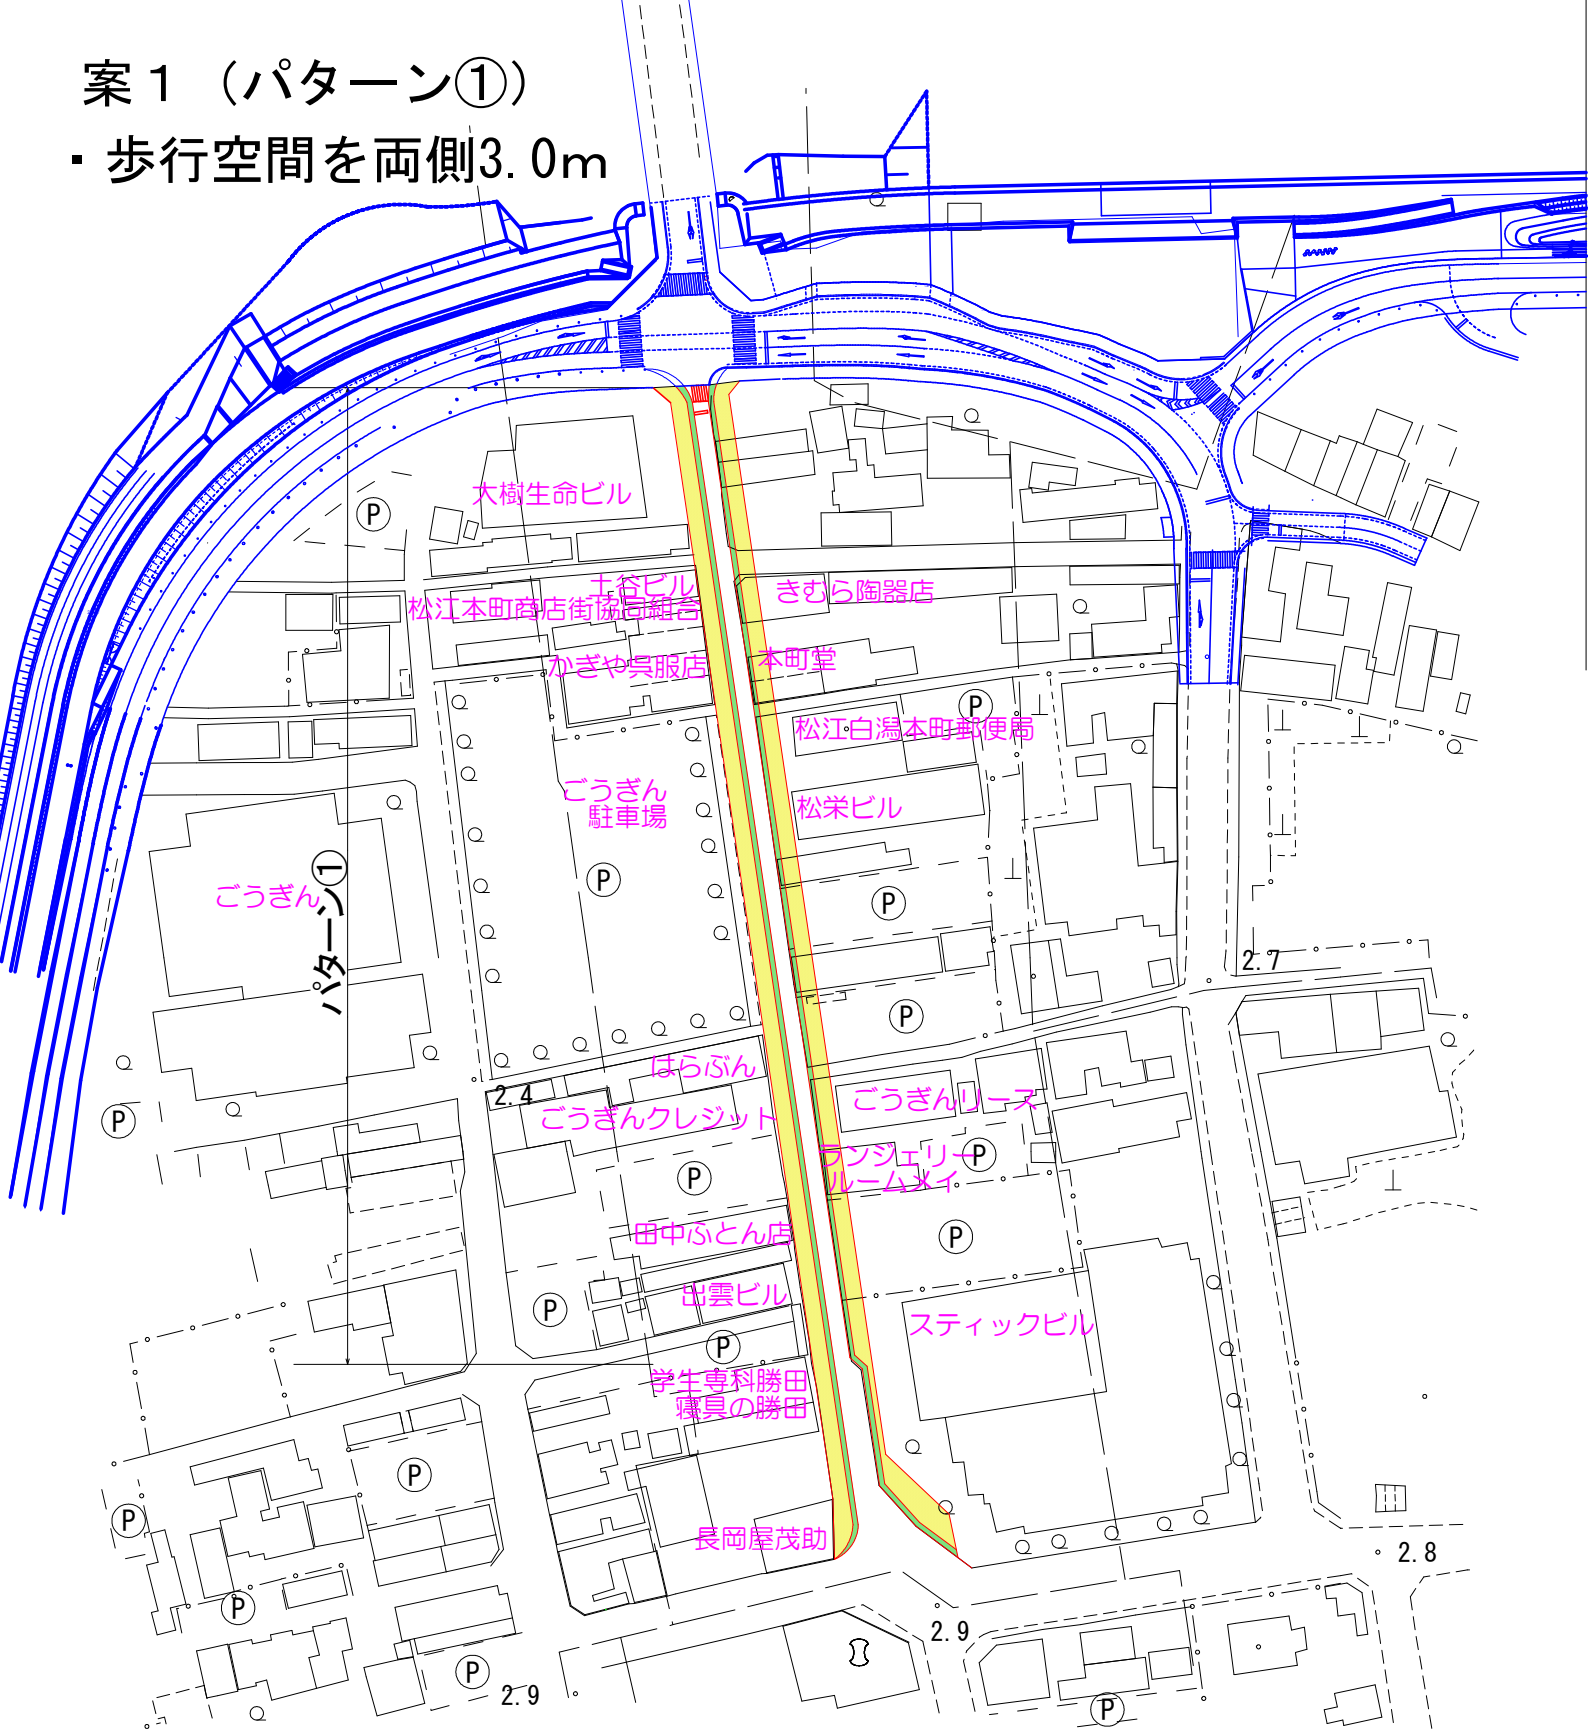 案１（パターン①）
・歩行空間を両側3.0m
大樹生命ビル
Ⓟ
土谷ビル
松江本町商店街協同組合
きむら陶器店
かぎや呉服店
本町堂
Ⓟ
松江白潟本町郵便局
ごうぎん
駐車場
松栄ビル
パターン①
ごうぎん
Ⓟ
Ⓟ
2.7
Ⓟ
はらぶん
2.4
ごうぎんクレジット
ごうぎんリース
Ⓟ
ランジェリー
ルームメイ
Ⓟ
Ⓟ
田中ふとん店
Ⓟ
出雲ビル
Ⓟ
スティックビル
Ⓟ
学生専科勝田
寝具の勝田
Ⓟ
Ⓟ
長岡屋茂助
2.8
Ⓟ
2.9
Ⓟ
2.9
Ⓟ